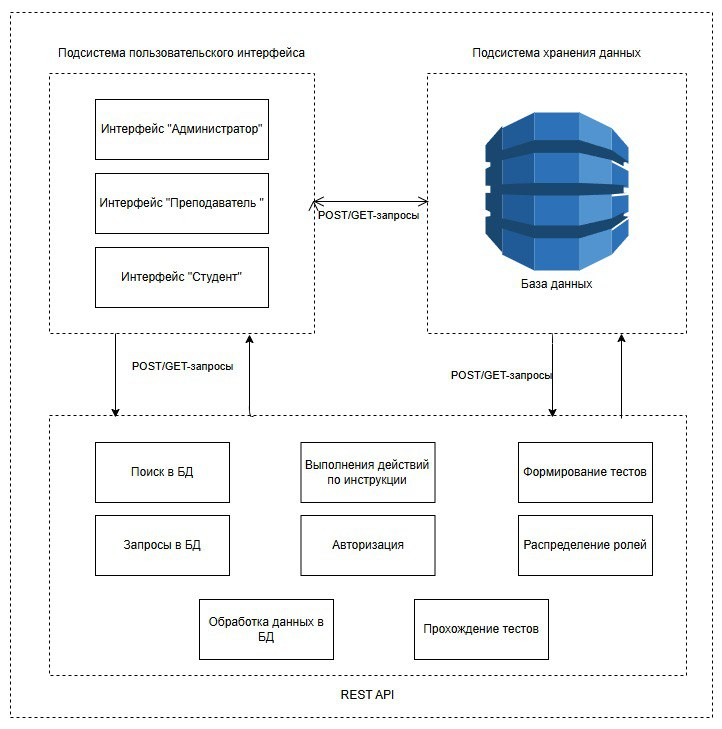 Подсистема пользовательского интерфейса
Подсистема хранения данных
Интерфейс "Администратор"
Интерфейс "Преподаватель "
Интерфейс "Студент"
POST/GET-запросы
База данных
POST/GET-запросы
POST/GET-запросы
Поиск в БД
Выполнения действий
по инструкции
Формирование тестов
Запросы в БД
Авторизация
Распределение ролей
Обработка данных в
БД
Прохождение тестов
REST API